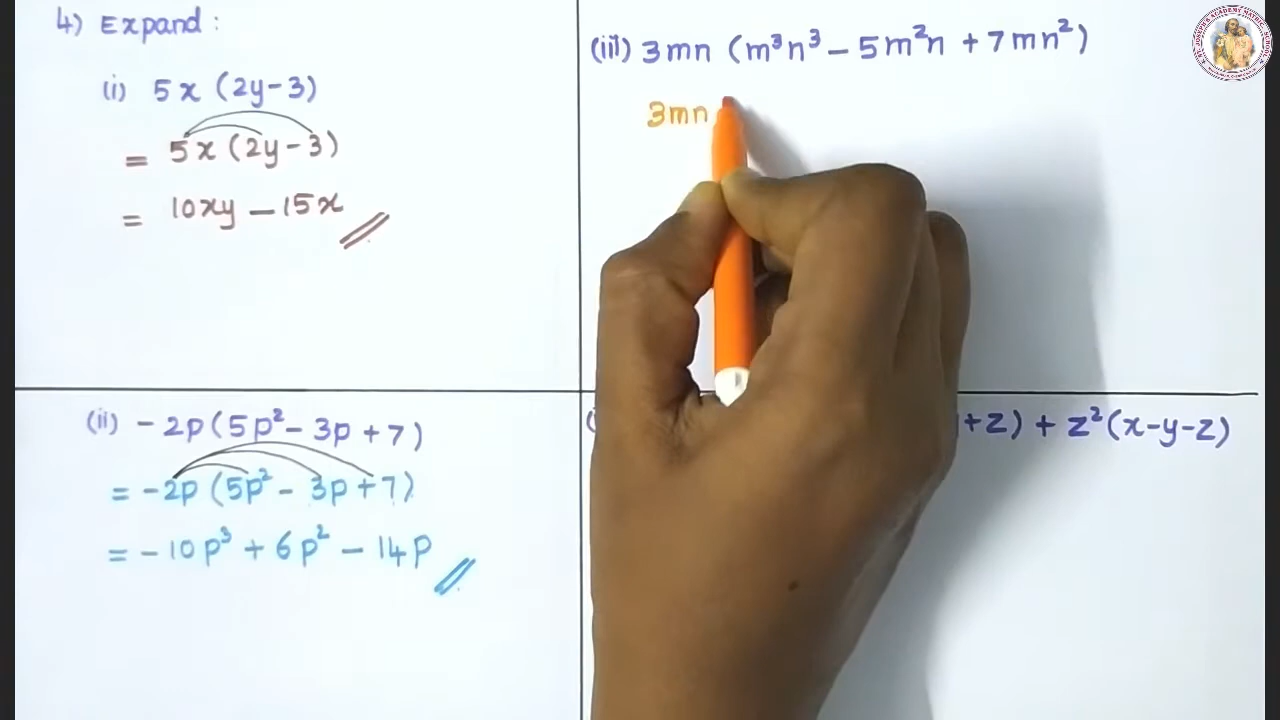 4) Expand :
(i) 5x (2y-3)
= 5x (2y-3)
= 10xy - 15x
(ii) -2p (5p² - 3p + 7)
= -2p (5p² - 3p + 7)
= -10p³ + 6p² - 14p
(iii) 3mn (m³n³ - 5m²n + 7mn²)
3mn
+z) + z²(x-y-z)